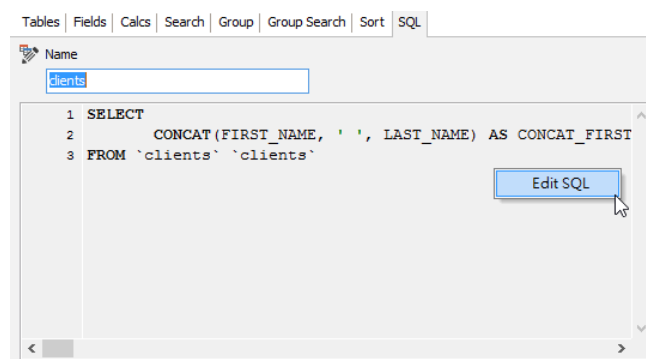 Tables Fields Calcs Search Group Group Search Sort SQL
Name
clients
1 SELECT
2 CONCAT(FIRST_NAME, ' ', LAST_NAME) AS CONCAT_FIRST
3 FROM `clients` `clients`
Edit SQL